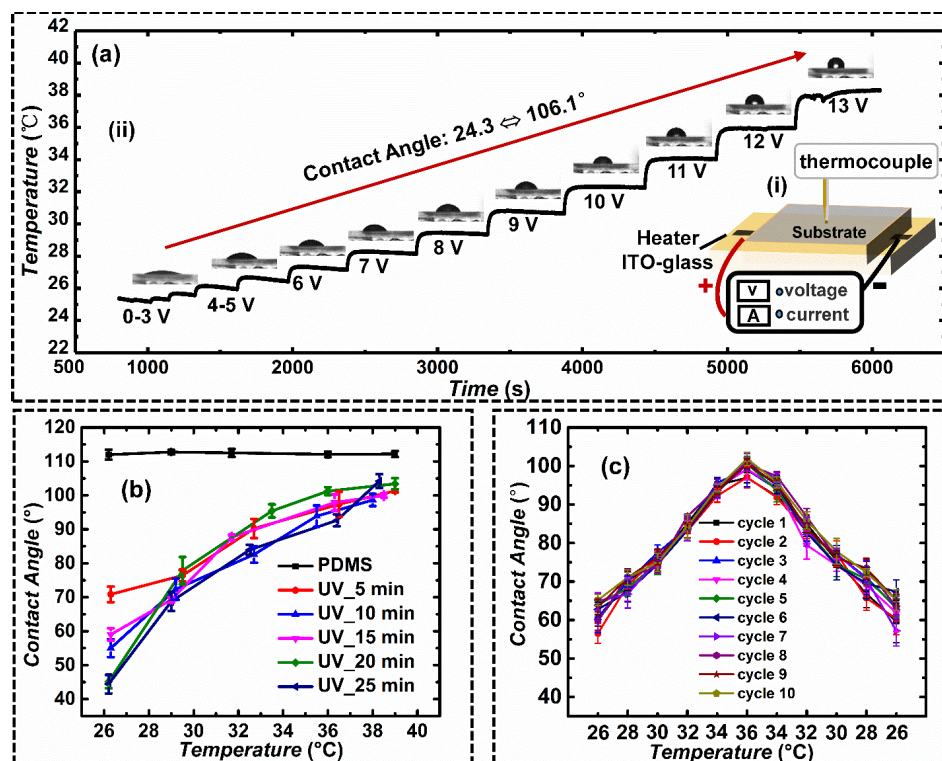 42
40
38
36
34
32
30
28
26
24
22
Temperature (℃)
(a)
(ii)
Contact Angle: 24.3 ⇔ 106.1°
0-3 V
4-5 V
6 V
7 V
8 V
9 V
10 V
11 V
12 V
13 V
(i)
thermocouple
Substrate
Heater
ITO-glass
+
-
V voltage
A current
500 1000 2000 3000 4000 5000 6000
Time (s)
120
110
100
90
80
70
60
50
40
Contact Angle (°)
(b)
PDMS
UV_5 min
UV_10 min
UV_15 min
UV_20 min
UV_25 min
26 28 30 32 34 36 38 40
Temperature (°C)
110
100
90
80
70
60
50
40
Contact Angle (°)
(c)
cycle 1
cycle 2
cycle 3
cycle 4
cycle 5
cycle 6
cycle 7
cycle 8
cycle 9
cycle 10
26 28 30 32 34 36 34 32 30 28 26
Temperature (°C)